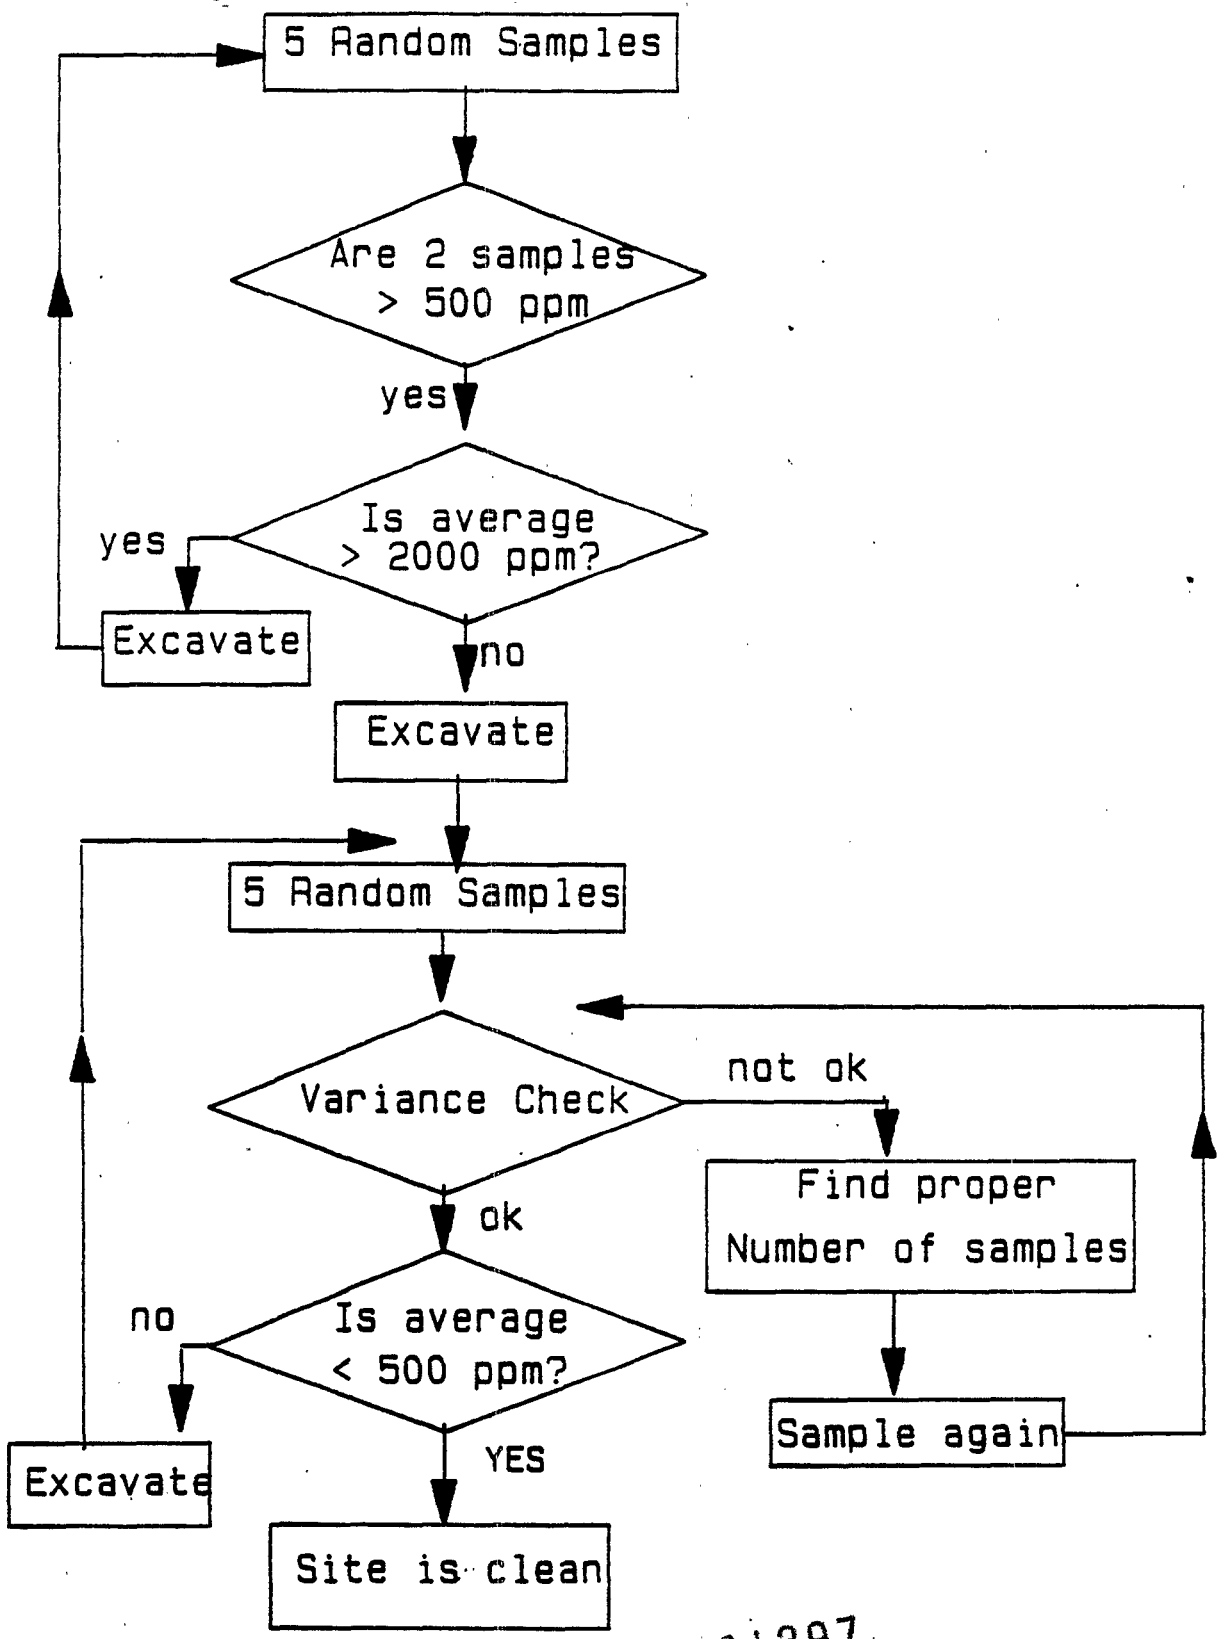 5 Random Samples
Are 2 samples
> 500 ppm
yes
Is average
> 2000 ppm?
yes
Excavate
no
Excavate
5 Random Samples
Variance Check
not ok
Find proper
Number of samples
ok
Is average
< 500 ppm?
no
Sample again
Excavate
YES
Site is clean